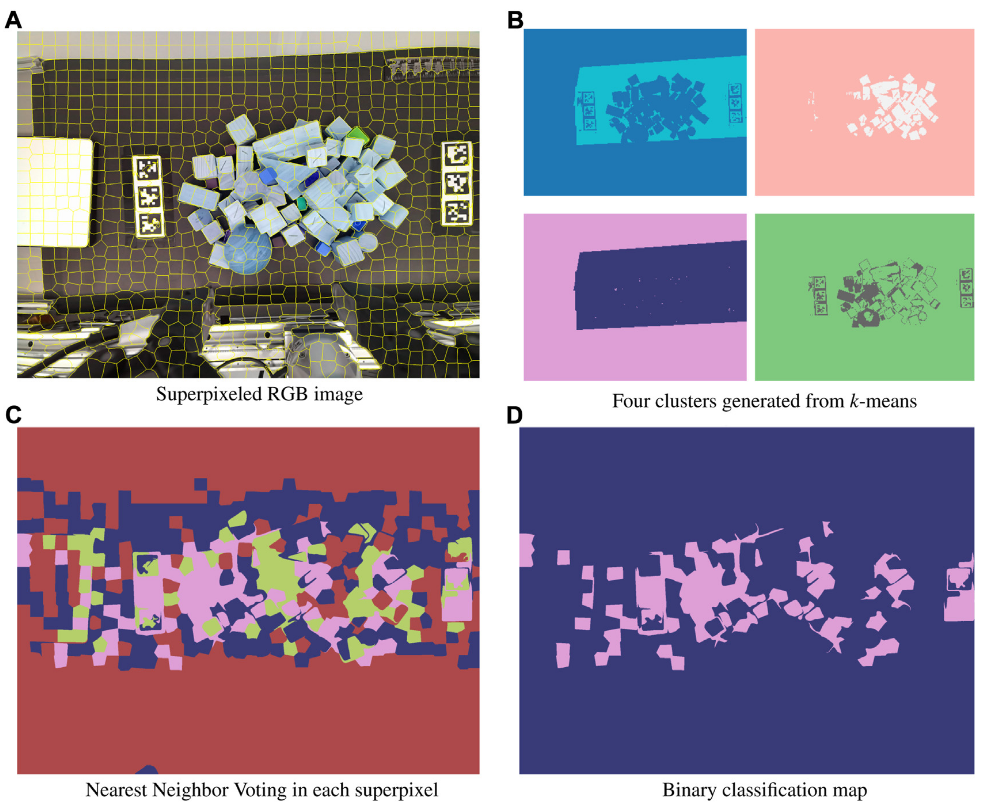 A
B
Superpixeled RGB image
Four clusters generated from k-means
C
D
Nearest Neighbor Voting in each superpixel
Binary classification map